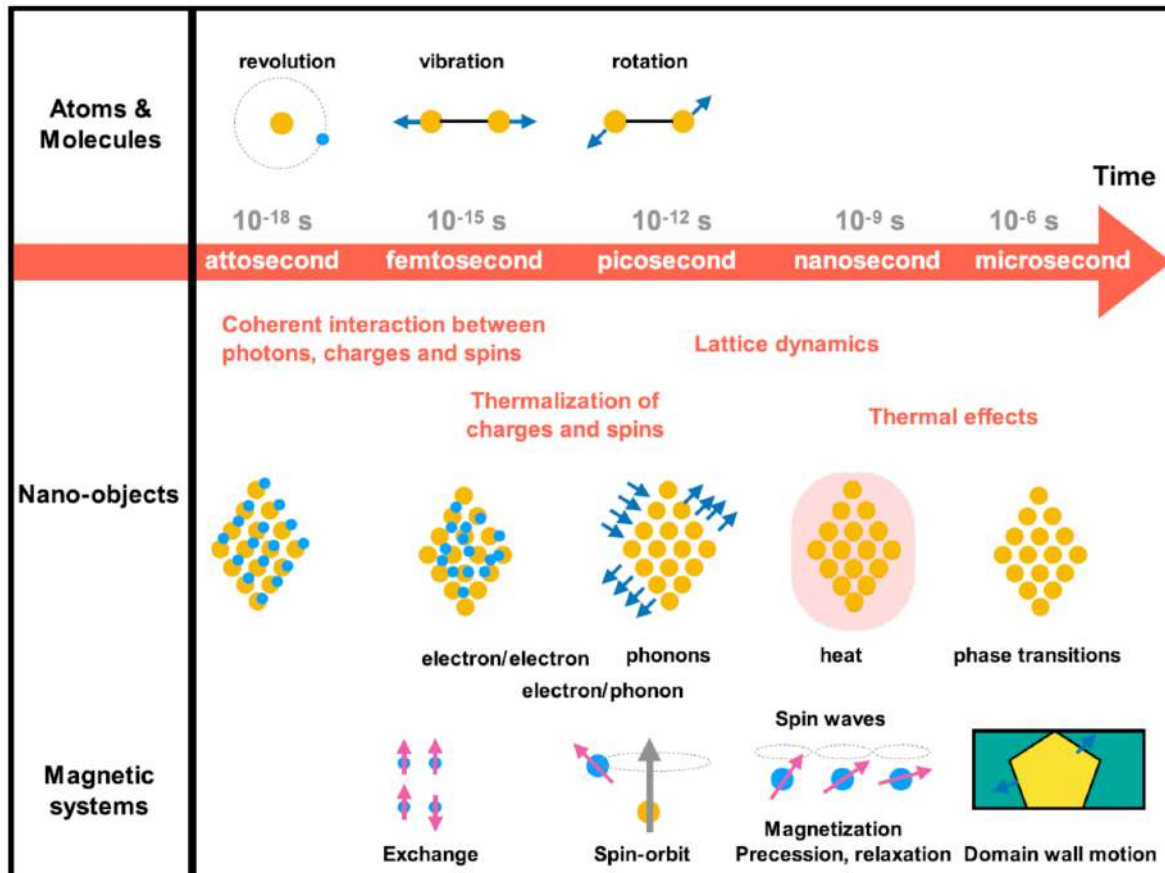 revolution
vibration
rotation
Atoms &
Molecules
Time
10⁻¹⁸ s
10⁻¹⁵ s
10⁻¹² s
10⁻⁹ s
10⁻⁶ s
attosecond
femtosecond
picosecond
nanosecond
microsecond
Coherent interaction between
photons, charges and spins
Lattice dynamics
Thermalization of
charges and spins
Thermal effects
Nano-objects
electron/electron
phonons
heat
phase transitions
electron/phonon
Spin waves
Magnetic
systems
Exchange
Spin-orbit
Magnetization
Precession, relaxation
Domain wall motion